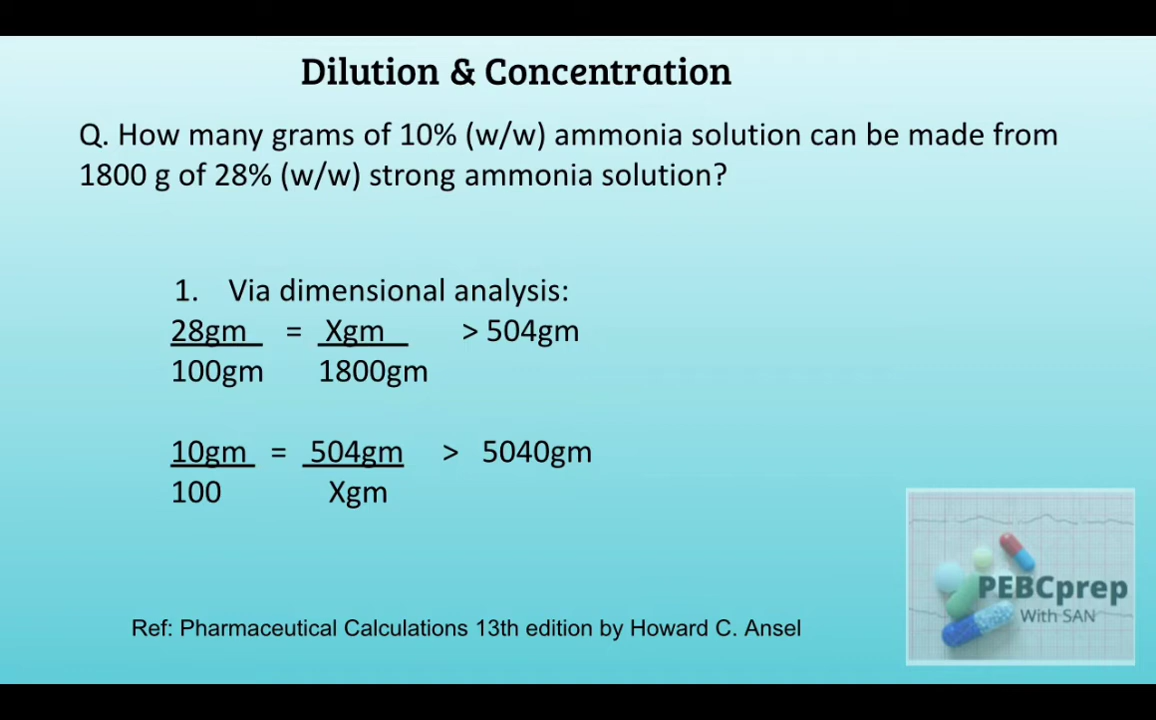 Dilution & Concentration
Q. How many grams of 10% (w/w) ammonia solution can be made from
1800 g of 28% (w/w) strong ammonia solution?
1. Via dimensional analysis:
28gm = Xgm > 504gm
100gm 1800gm
10gm = 504gm > 5040gm
100 Xgm
PEBCprep
With SAN
Ref: Pharmaceutical Calculations 13th edition by Howard C. Ansel